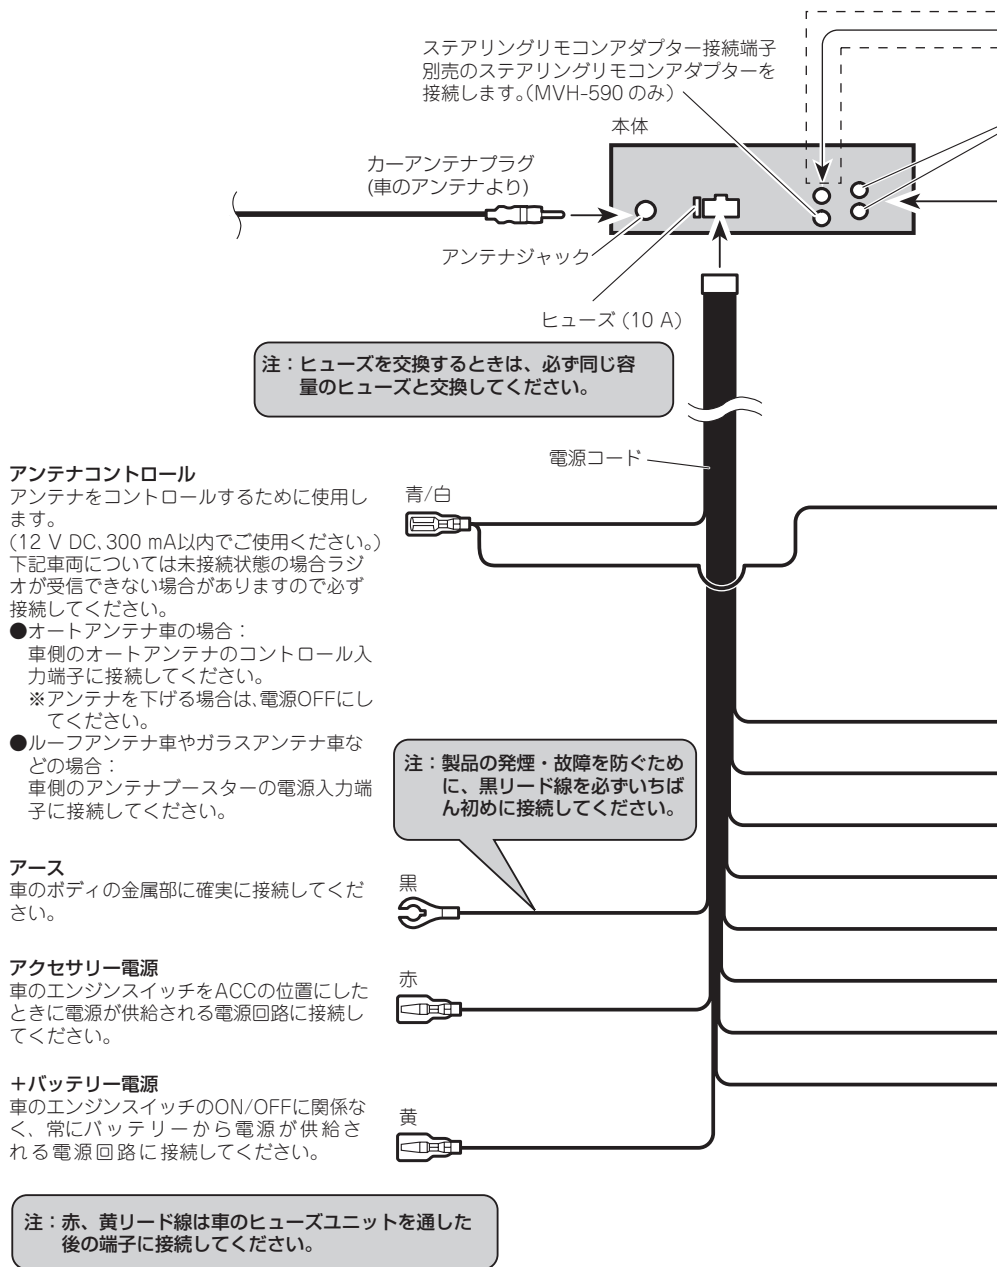 ステアリングリモコンアダプター接続端子
別売のステアリングリモコンアダプターを
接続します。（MVH-590 のみ）
本体
カーアンテナプラグ
(車のアンテナより)
アンテナジャック
ヒューズ (10 A)
注：ヒューズを交換するときは、必ず同じ容
量のヒューズと交換してください。
電源コード
アンテナコントロール
アンテナをコントロールするために使用し
ます。
(12 V DC、300 mA以内でご使用ください。)
下記車両については未接続状態の場合ラジ
オが受信できない場合がありますので必ず
接続してください。
●オートアンテナ車の場合：
車側のオートアンテナのコントロール入
力端子に接続してください。
※アンテナを下げる場合は、電源OFFにし
てください。
●ルーフアンテナ車やガラスアンテナ車な
どの場合：
車側のアンテナブースターの電源入力端
子に接続してください。
青/白
注：製品の発煙・故障を防ぐため
に、黒リード線を必ずいちば
ん初めに接続してください。
アース
車のボディの金属部に確実に接続してくだ
さい。
黒
アクセサリー電源
車のエンジンスイッチをACCの位置にした
ときに電源が供給される電源回路に接続し
てください。
赤
＋バッテリー電源
車のエンジンスイッチのON/OFFに関係な
く、常にバッテリーから電源が供給さ
れる電源回路に接続してください。
黄
注：赤、黄リード線は車のヒューズユニットを通した
後の端子に接続してください。